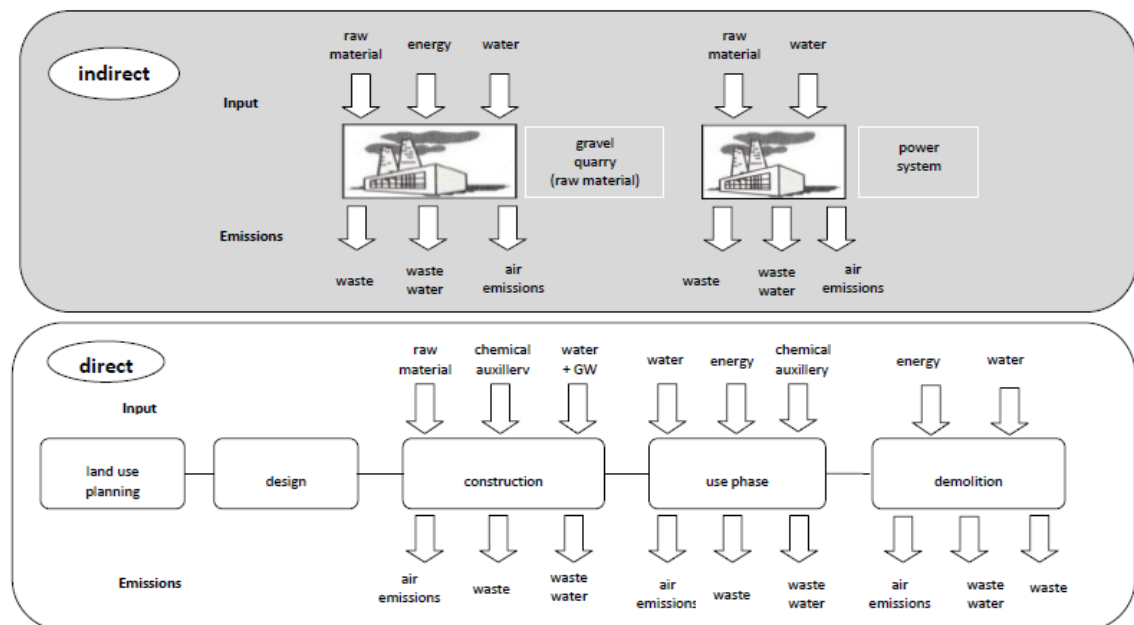 raw
material
energy
water
raw
material
water
indirect
Input
gravel
quarry
(raw material)
power
system
Emissions
waste
waste
water
air
emissions
waste
waste
water
air
emissions
direct
raw
material
chemical
auxillery
water
+ GW
water
energy
chemical
auxillery
energy
water
Input
land use
planning
design
construction
use phase
demolition
Emissions
air
emissions
waste
waste
water
air
emissions
waste
waste
water
air
emissions
waste
water
waste